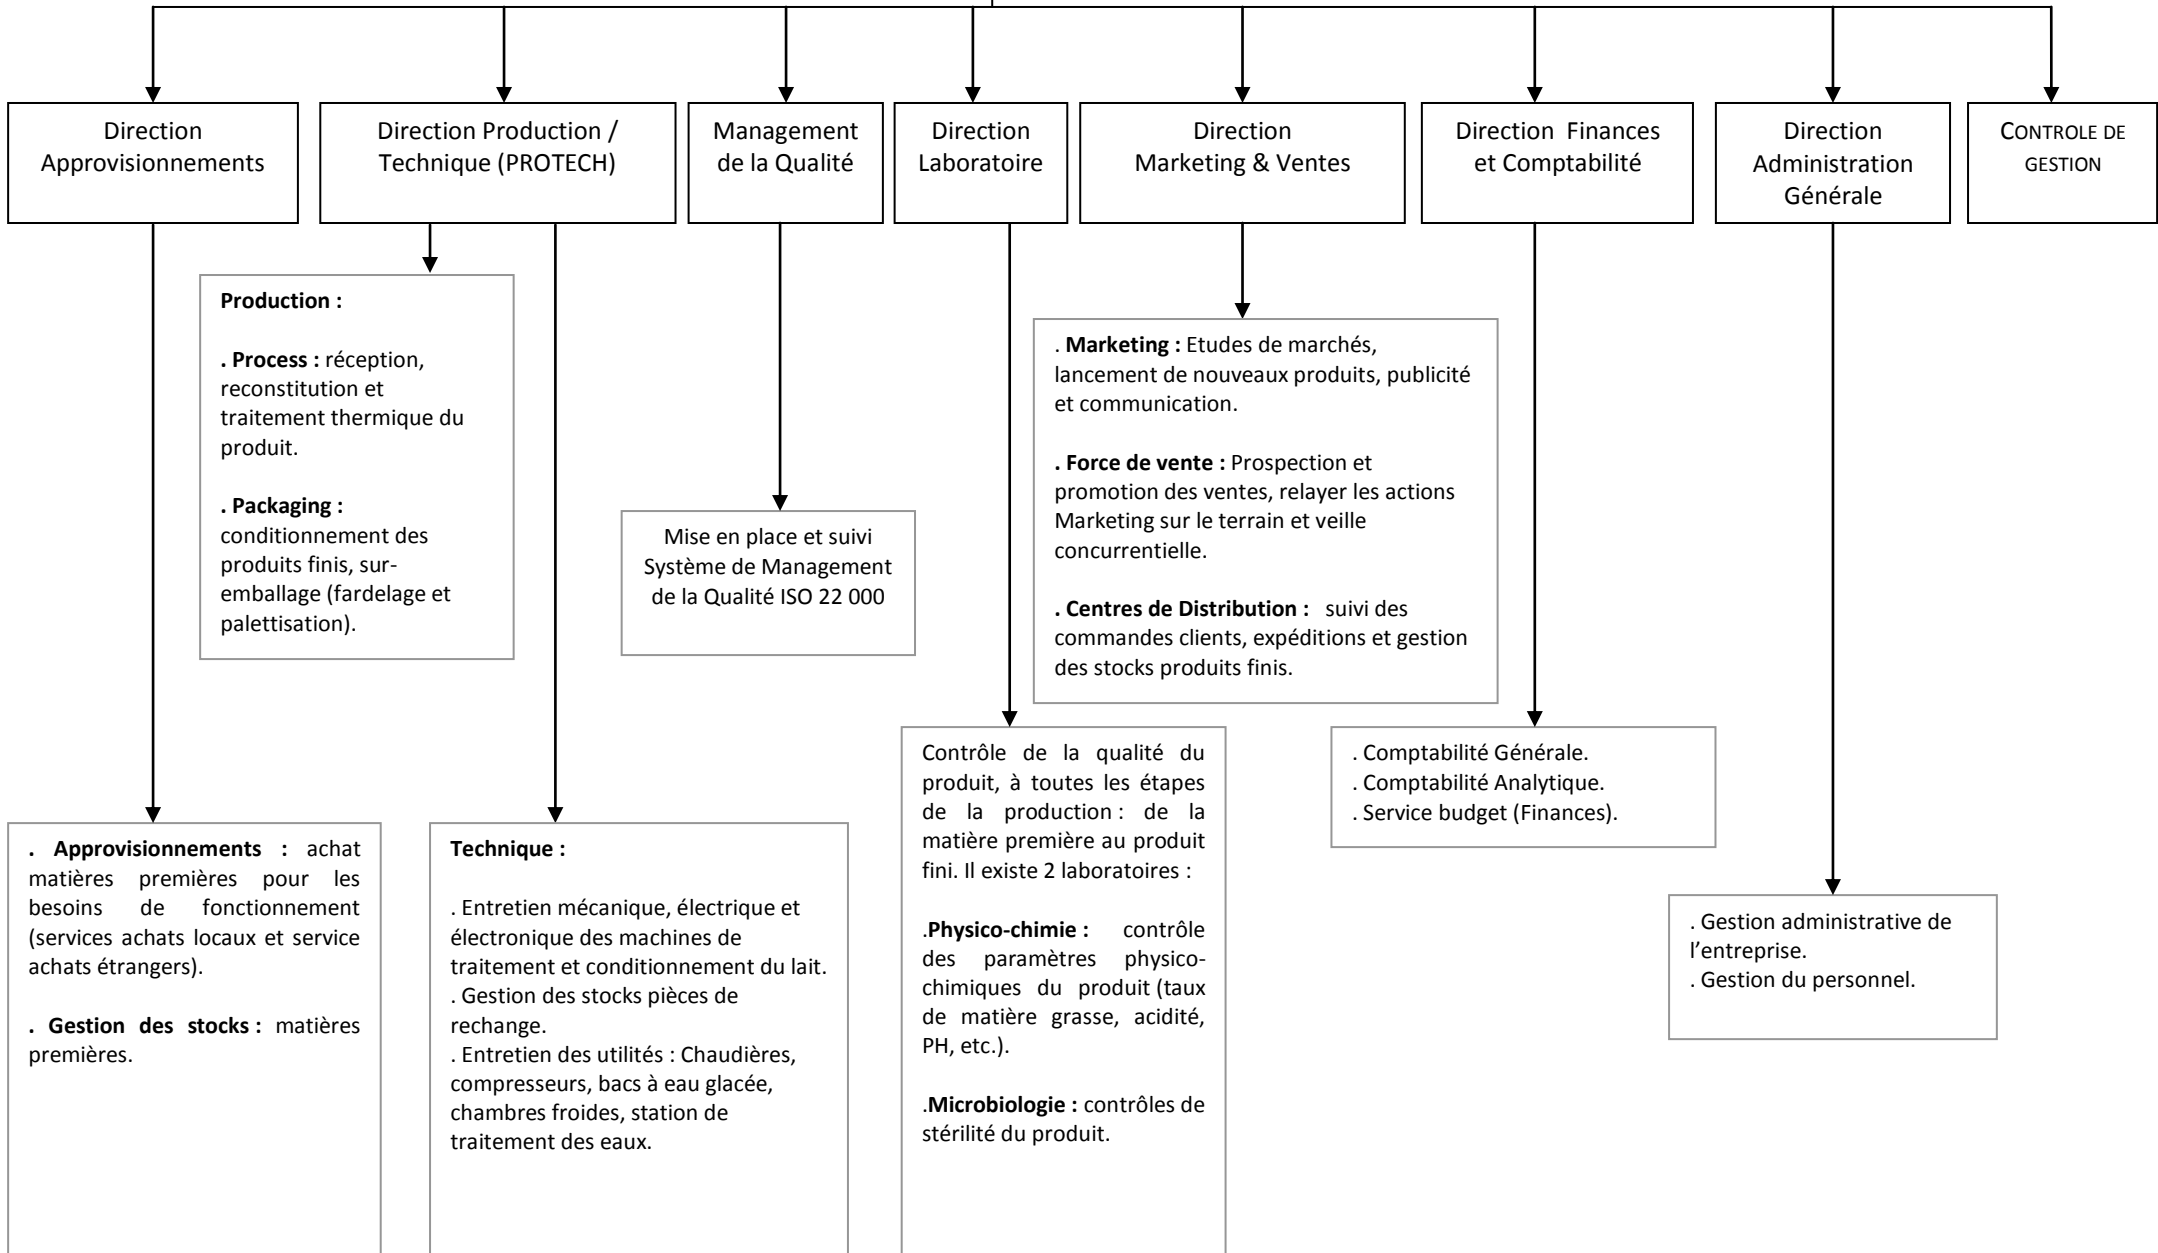 Direction
Approvisionnements
Direction Production /
Technique (PROTECH)
Management
de la Qualité
Direction
Laboratoire
Direction
Marketing & Ventes
Direction  Finances
et Comptabilité
Direction
Administration
Générale
CONTROLE DE
GESTION
Production :
. Process : réception,
reconstitution et
traitement thermique du
produit.
. Packaging :
conditionnement des
produits finis, sur-
emballage (fardelage et
palettisation).
Mise en place et suivi
Système de Management
de la Qualité ISO 22 000
. Marketing : Etudes de marchés,
lancement de nouveaux produits, publicité
et communication.
. Force de vente : Prospection et
promotion des ventes, relayer les actions
Marketing sur le terrain et veille
concurrentielle.
. Centres de Distribution :   suivi des
commandes clients, expéditions et gestion
des stocks produits finis.
. Approvisionnements : achat
matières premières pour les
besoins de fonctionnement
(services achats locaux et service
achats étrangers).
. Gestion des stocks : matières
premières.
Technique :
. Entretien mécanique, électrique et
électronique des machines de
traitement et conditionnement du lait.
. Gestion des stocks pièces de
rechange.
. Entretien des utilités : Chaudières,
compresseurs, bacs à eau glacée,
chambres froides, station de
traitement des eaux.
Contrôle de la qualité du
produit, à toutes les étapes
de la production : de la
matière première au produit
fini. Il existe 2 laboratoires :
.Physico-chimie : contrôle
des paramètres physico-
chimiques du produit (taux
de matière grasse, acidité,
PH, etc.).
.Microbiologie : contrôles de
stérilité du produit.
. Comptabilité Générale.
. Comptabilité Analytique.
. Service budget (Finances).
. Gestion administrative de
l’entreprise.
. Gestion du personnel.